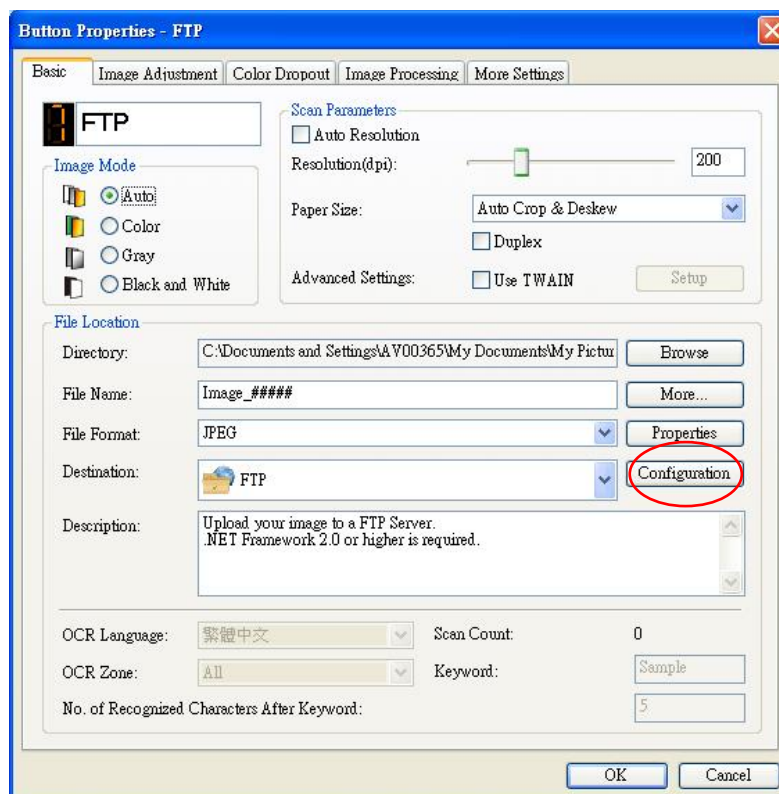 Button Properties - FTP
Basic Image Adjustment Color Dropout Image Processing More Settings
FTP
Image Mode
Auto
Color
Gray
Black and White
Scan Parameters
Auto Resolution
Resolution(dpi): 200
Paper Size: Auto Crop & Deskew
Duplex
Advanced Settings: Use TWAIN Setup
File Location
Directory: C:\Documents and Settings\AV00365\My Documents\My Pictur Browse
File Name: Image_##### More...
File Format: JPEG Properties
Destination: FTP Configuration
Description: Upload your image to a FTP Server.
.NET Framework 2.0 or higher is required.
OCR Language: 繁體中文 Scan Count: 0
OCR Zone: All Keyword: Sample
No. of Recognized Characters After Keyword: 5
OK Cancel